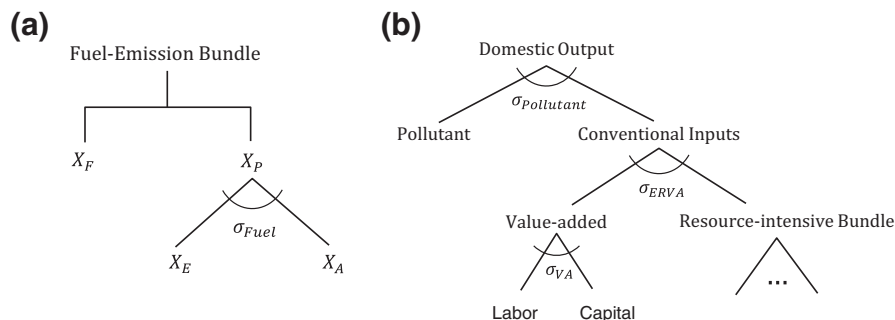 (a)
Fuel-Emission Bundle
X_F
X_P
σ_Fuel
X_E
X_A
(b)
Domestic Output
σ_Pollutant
Pollutant
Conventional Inputs
σ_ERVA
Value-added
Resource-intensive Bundle
σ_VA
...
Labor
Capital